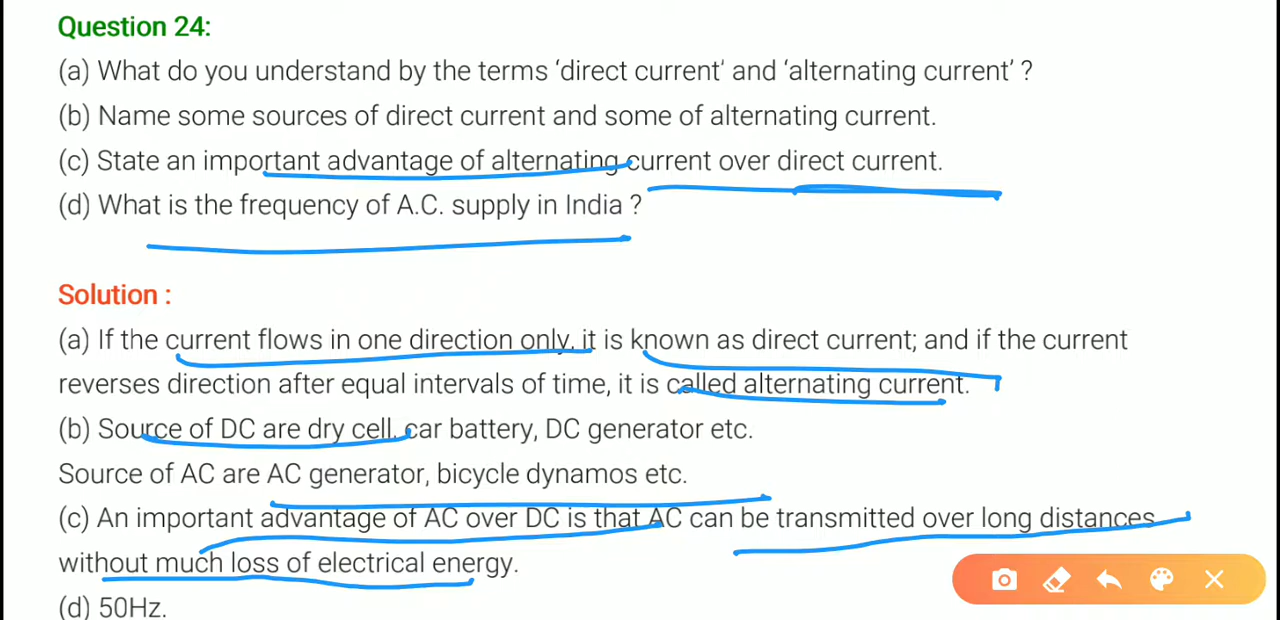 Question 24:
(a) What do you understand by the terms ‘direct current' and ‘alternating current’ ?
(b) Name some sources of direct current and some of alternating current.
(c) State an important advantage of alternating current over direct current.
(d) What is the frequency of A.C. supply in India ?
Solution :
(a) If the current flows in one direction only, it is known as direct current; and if the current
reverses direction after equal intervals of time, it is called alternating current.
(b) Source of DC are dry cell, car battery, DC generator etc.
Source of AC are AC generator, bicycle dynamos etc.
(c) An important advantage of AC over DC is that AC can be transmitted over long distances
without much loss of electrical energy.
(d) 50Hz.